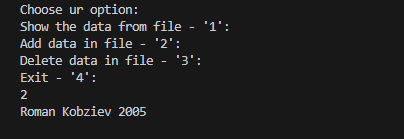 Choose ur option:
Show the data from file - '1':
Add data in file - '2':
Delete data in file - '3':
Exit - '4':
2
Roman Kobziev 2005